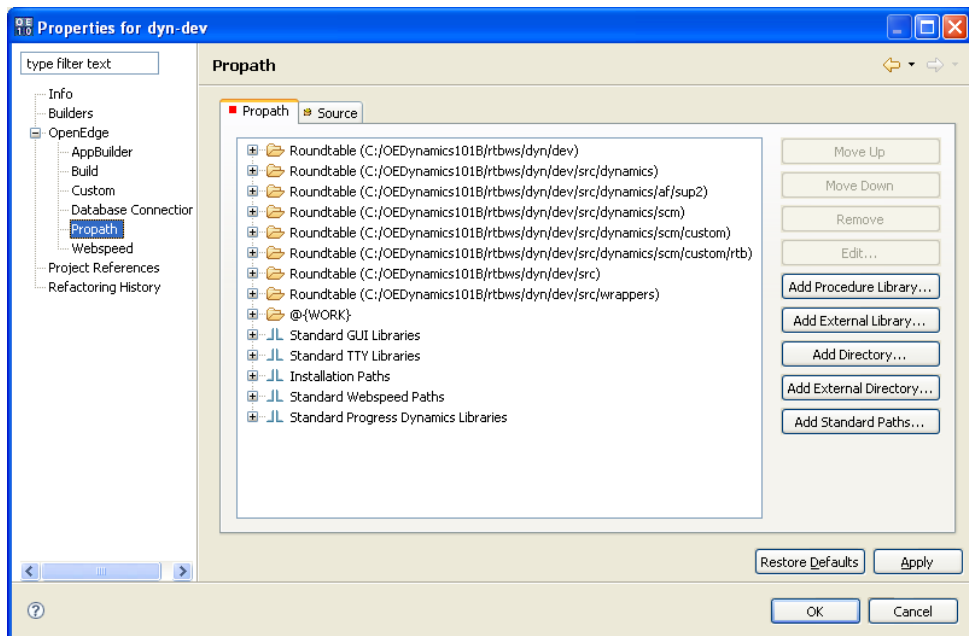 Properties for dyn-dev
type filter text
Propath
Info
Builders
OpenEdge
AppBuilder
Build
Custom
Database Connectior
Propath
Webspeed
Project References
Refactoring History
Propath
Source
Roundtable (C:/OEDynamics101B/rtbws/dyn/dev)
Roundtable (C:/OEDynamics101B/rtbws/dyn/dev/src/dynamics)
Roundtable (C:/OEDynamics101B/rtbws/dyn/dev/src/dynamics/af/sup2)
Roundtable (C:/OEDynamics101B/rtbws/dyn/dev/src/dynamics/scm)
Roundtable (C:/OEDynamics101B/rtbws/dyn/dev/src/dynamics/scm/custom)
Roundtable (C:/OEDynamics101B/rtbws/dyn/dev/src/dynamics/scm/custom/rtb)
Roundtable (C:/OEDynamics101B/rtbws/dyn/dev/src)
Roundtable (C:/OEDynamics101B/rtbws/dyn/dev/src/wrappers)
@{WORK}
Standard GUI Libraries
Standard TTY Libraries
Installation Paths
Standard Webspeed Paths
Standard Progress Dynamics Libraries
Move Up
Move Down
Remove
Edit...
Add Procedure Library...
Add External Library...
Add Directory...
Add External Directory...
Add Standard Paths...
Restore Defaults
Apply
OK
Cancel